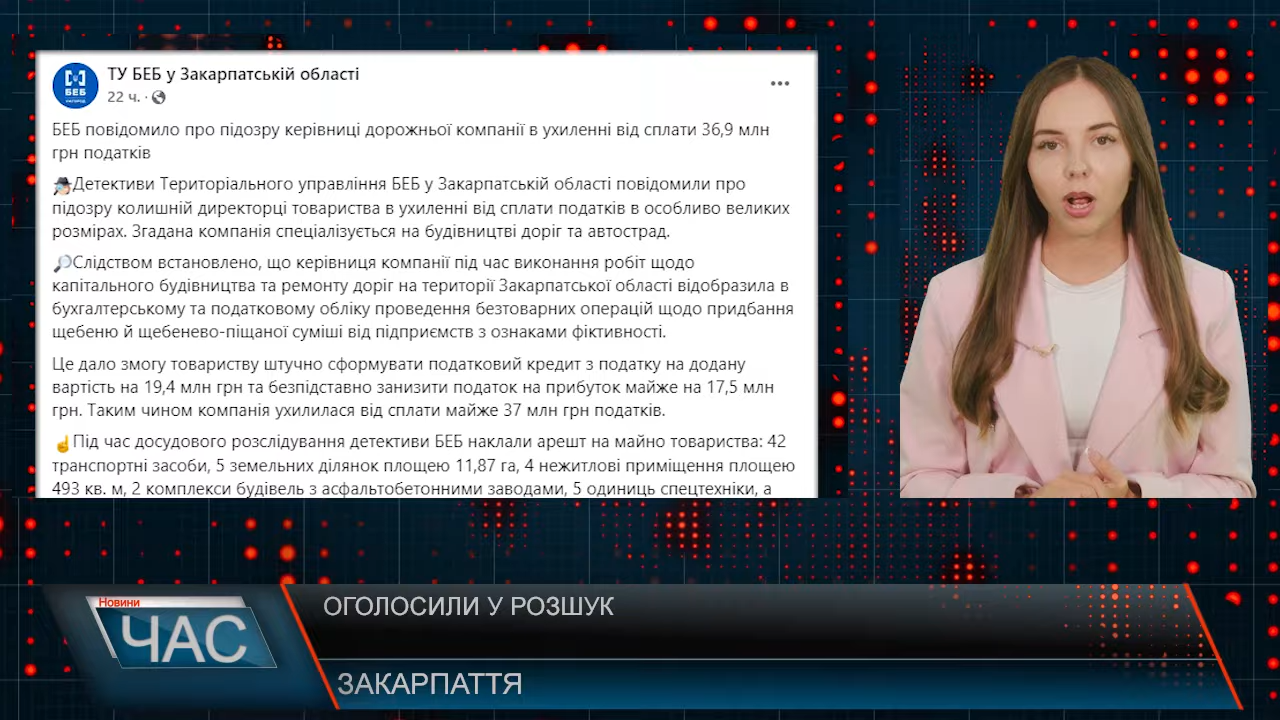 ТУ БЕБ у Закарпатській області
22 ч.
БЕБ
УЖГОРОД
БЕБ повідомило про підозру керівниці дорожньої компанії в ухиленні від сплати 36,9 млн
грн податків
Детективи Територіального управління БЕБ у Закарпатській області повідомили про
підозру колишній директорці товариства в ухиленні від сплати податків в особливо великих
розмірах. Згадана компанія спеціалізується на будівництві доріг та автострад.
Слідством встановлено, що керівниця компанії під час виконання робіт щодо
капітального будівництва та ремонту доріг на території Закарпатської області відобразила в
бухгалтерському та податковому обліку проведення безтоварних операцій щодо придбання
щебеню й щебенево-піщаної суміші від підприємств з ознаками фіктивності.
Це дало змогу товариству штучно сформувати податковий кредит з податку на додану
вартість на 19,4 млн грн та безпідставно занизити податок на прибуток майже на 17,5 млн
грн. Таким чином компанія ухилилася від сплати майже 37 млн грн податків.
Під час досудового розслідування детективи БЕБ наклали арешт на майно товариства: 42
транспортні засоби, 5 земельних ділянок площею 11,87 га, 4 нежитлові приміщення площею
493 кв. м, 2 комплекси будівель з асфальтобетонними заводами, 5 одиниць спецтехніки, а
Новини
ЧАС
ОГОЛОСИЛИ У РОЗШУК
ЗАКАРПАТТЯ